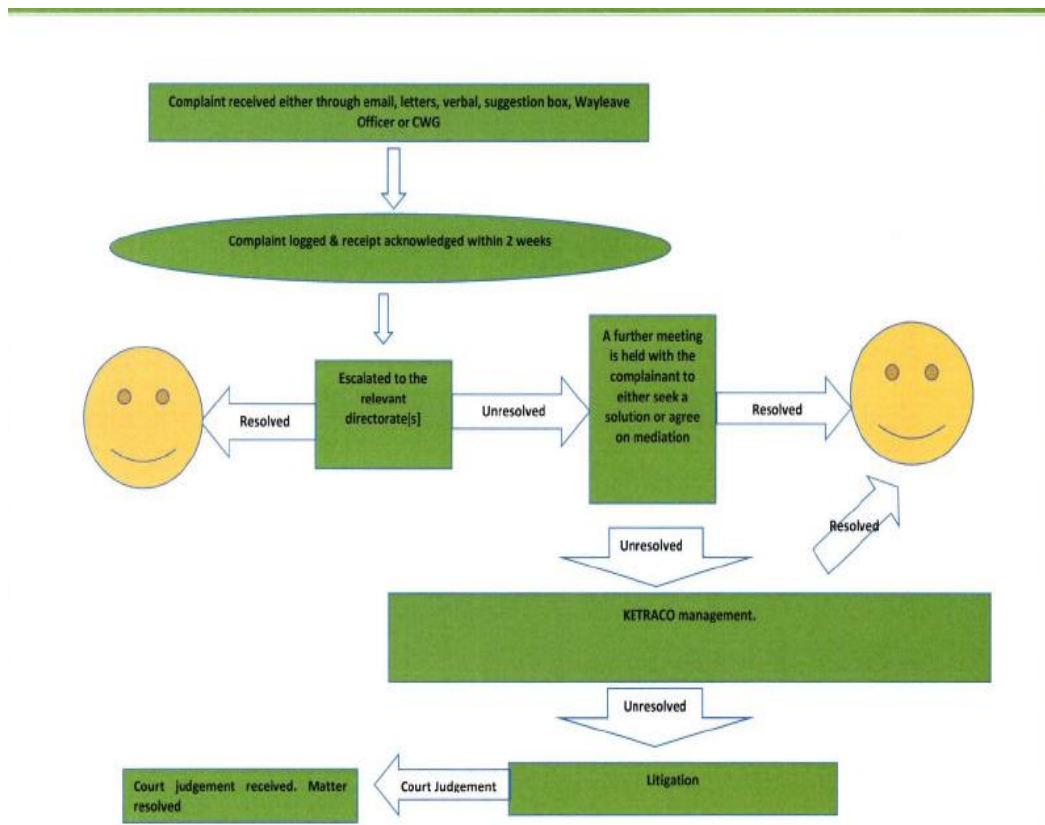 Complaint received either through email, letters, verbal, suggestion box, Wayleave
Officer or CWG
Complaint logged & receipt acknowledged within 2 weeks
Escalated to the
relevant
directorate[s]
Resolved
Unresolved
A further meeting
is held with the
complainant to
either seek a
solution or agree
on mediation
Resolved
Unresolved
Resolved
KETRACO management.
Unresolved
Litigation
Court Judgement
Court judgement received. Matter
resolved